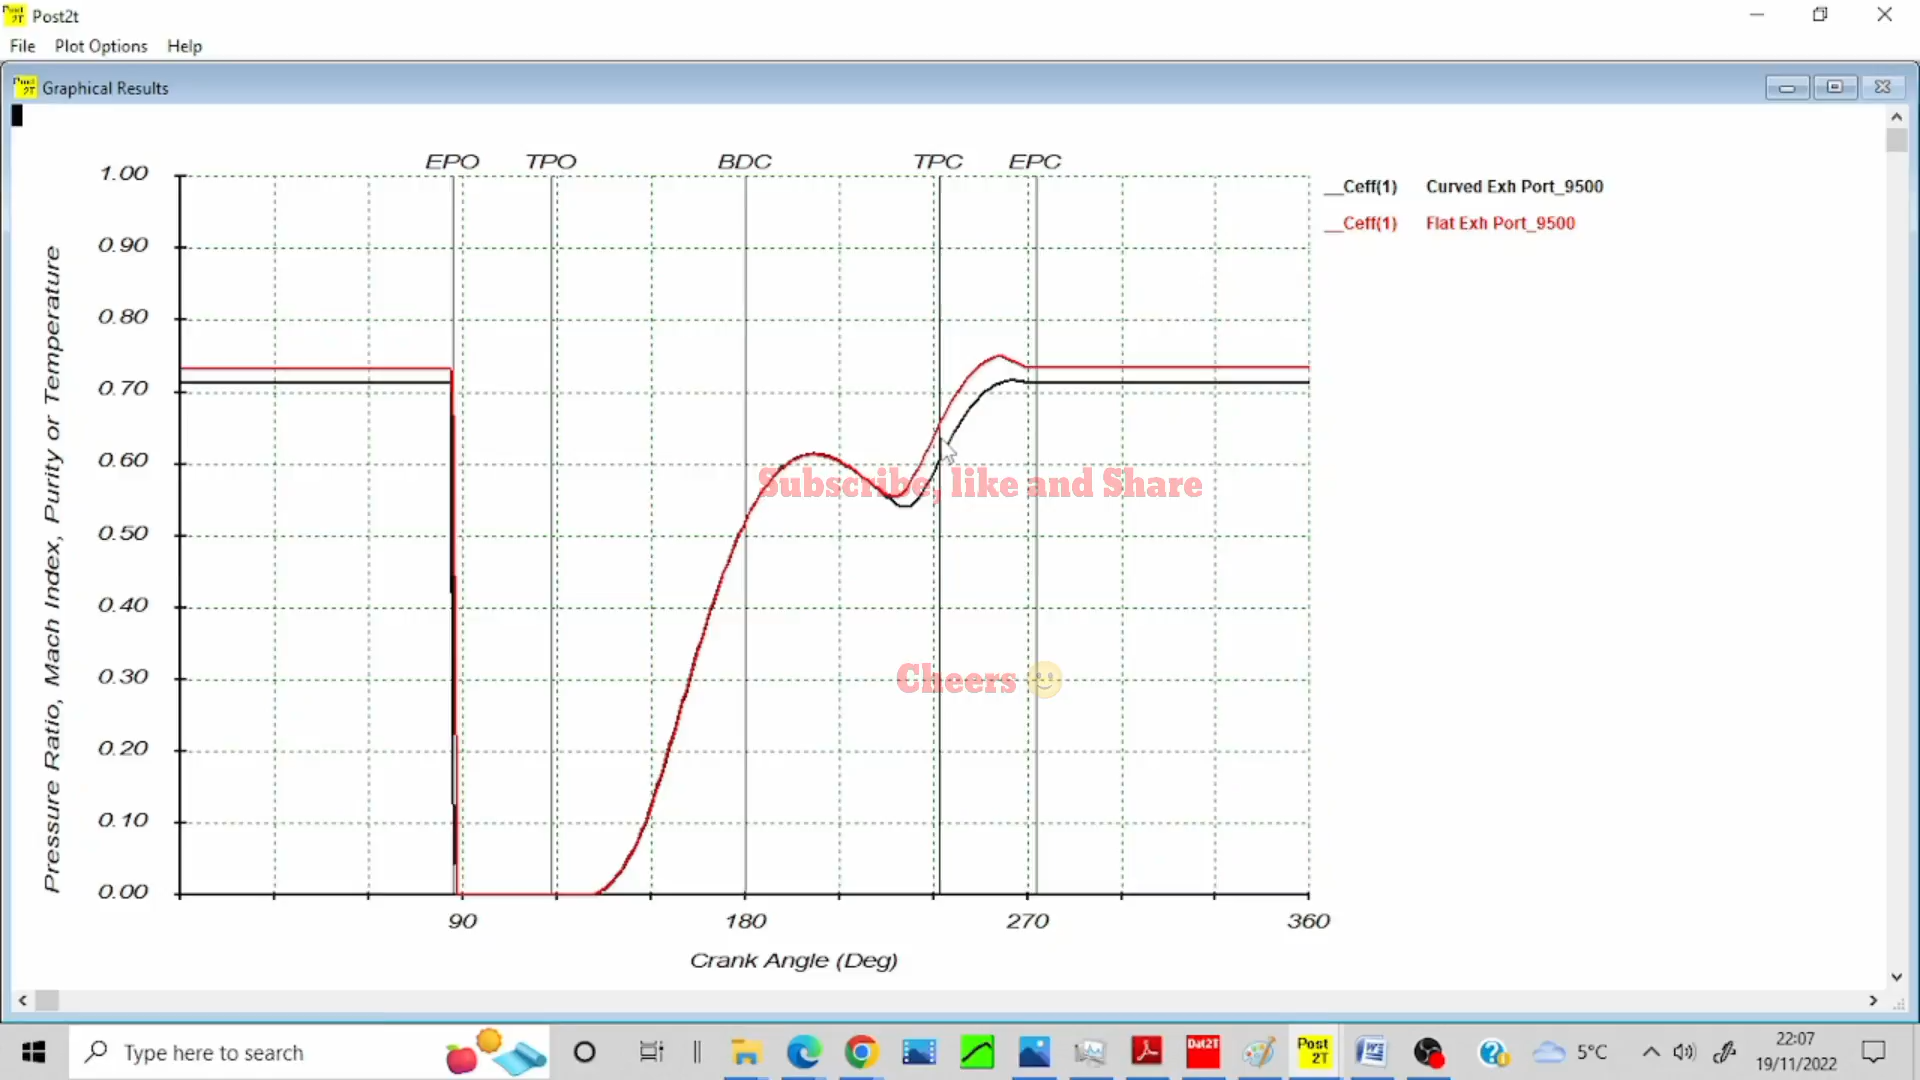 Post2t
File Plot Options Help
Graphical Results
EPO TPO BDC TPC EPC
1.00
0.90
0.80
0.70
0.60
0.50
0.40
0.30
0.20
0.10
0.00
Pressure Ratio, Mach Index, Purity or Temperature
__Ceff(1) Curved Exh Port_9500
__Ceff(1) Flat Exh Port_9500
Subscribe, like and Share
Cheers 🙂
90 180 270 360
Crank Angle (Deg)
Type here to search
Dat2T
Post
2T
5°C
22:07
19/11/2022